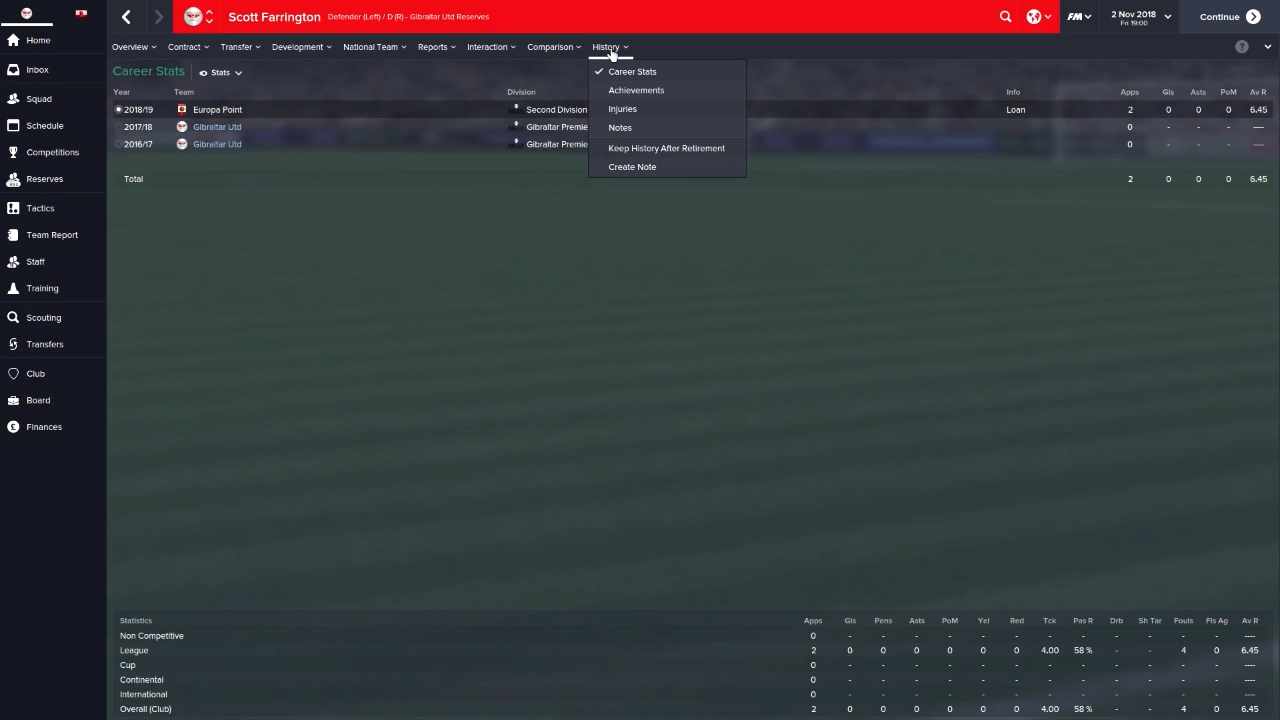 Scott Farrington Defender (Left) / D (R) - Gibraltar Utd Reserves
FM
2 Nov 2018
Fri 19:00
Continue
Home
Inbox
Squad
Schedule
Competitions
Reserves
Tactics
Team Report
Staff
Training
Scouting
Transfers
Club
Board
Finances
Overview Contract Transfer Development National Team Reports Interaction Comparison History ?
Career Stats Stats
Career Stats
Achievements
Injuries
Notes
Keep History After Retirement
Create Note
Year Team Division Info Apps Gls Asts PoM Av R
2018/19 Europa Point Second Division Loan 2 0 0 0 6.45
2017/18 Gibraltar Utd Gibraltar Premie 0 - - - ----
2016/17 Gibraltar Utd Gibraltar Premie 0 - - - ----
Total 2 0 0 0 6.45
Statistics Apps Gls Pens Asts PoM Yel Red Tck Pas R Drb Sh Tar Fouls Fls Ag Av R
Non Competitive 0 - - - - - - - - - - - - ----
League 2 0 0 0 0 0 0 4.00 58 % - - 4 0 6.45
Cup 0 - - - - - - - - - - - - ----
Continental 0 - - - - - - - - - - - - ----
International 0 - - - - - - - - - - - - ----
Overall (Club) 2 0 0 0 0 0 0 4.00 58 % - - 4 0 6.45